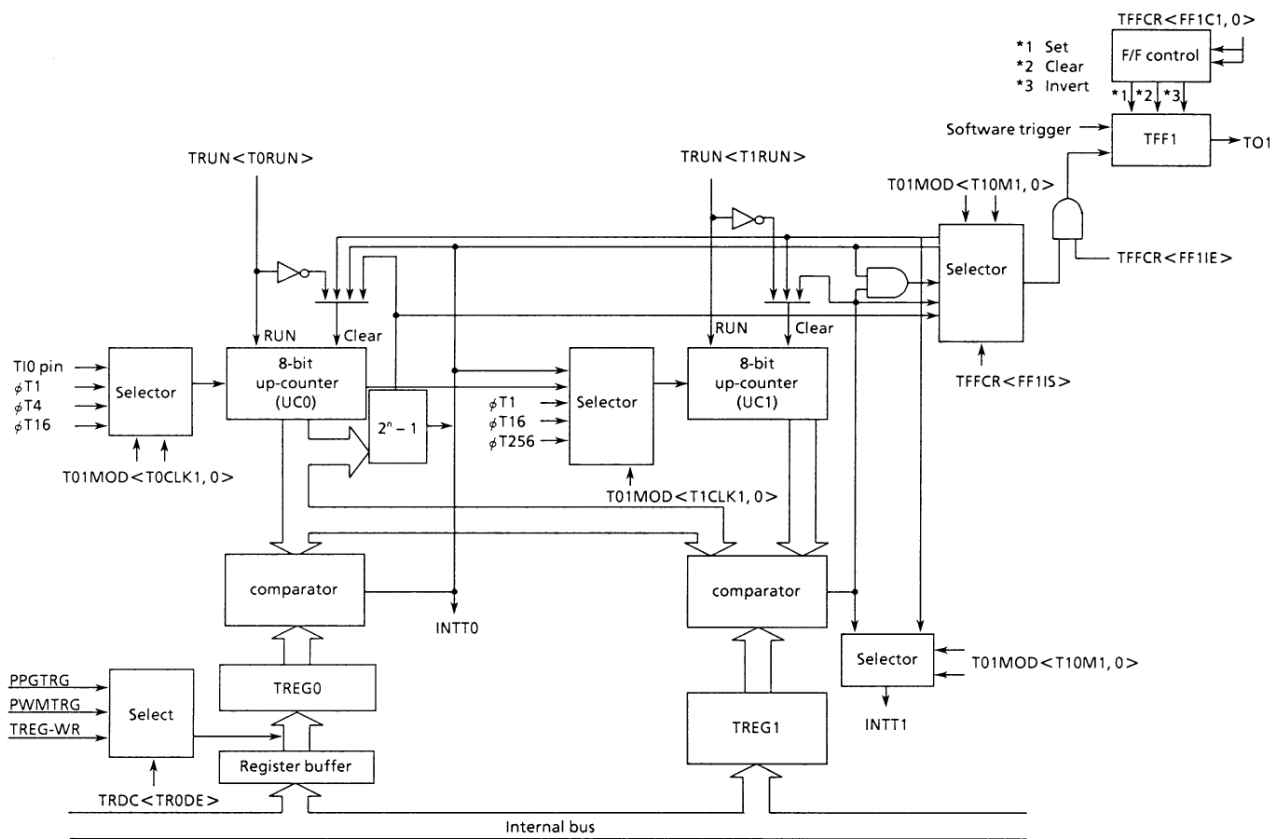 TFFCR<FF1C1, 0>
*1 Set
*2 Clear
*3 Invert
F/F control
*1 *2 *3
Software trigger
TFF1
TO1
TRUN<T0RUN>
TRUN<T1RUN>
T01MOD<T10M1, 0>
Selector
TFFCR<FF1IE>
TFFCR<FF1IS>
RUN
Clear
RUN
Clear
TI0 pin
ϕT1
ϕT4
ϕT16
Selector
8-bit
up-counter
(UC0)
2ⁿ – 1
ϕT1
ϕT16
ϕT256
Selector
8-bit
up-counter
(UC1)
T01MOD<T0CLK1, 0>
T01MOD<T1CLK1, 0>
comparator
INTT0
comparator
Selector
T01MOD<T10M1, 0>
INTT1
PPGTRG
PWMTRG
TREG-WR
Select
TREG0
TREG1
Register buffer
TRDC<TR0DE>
Internal bus